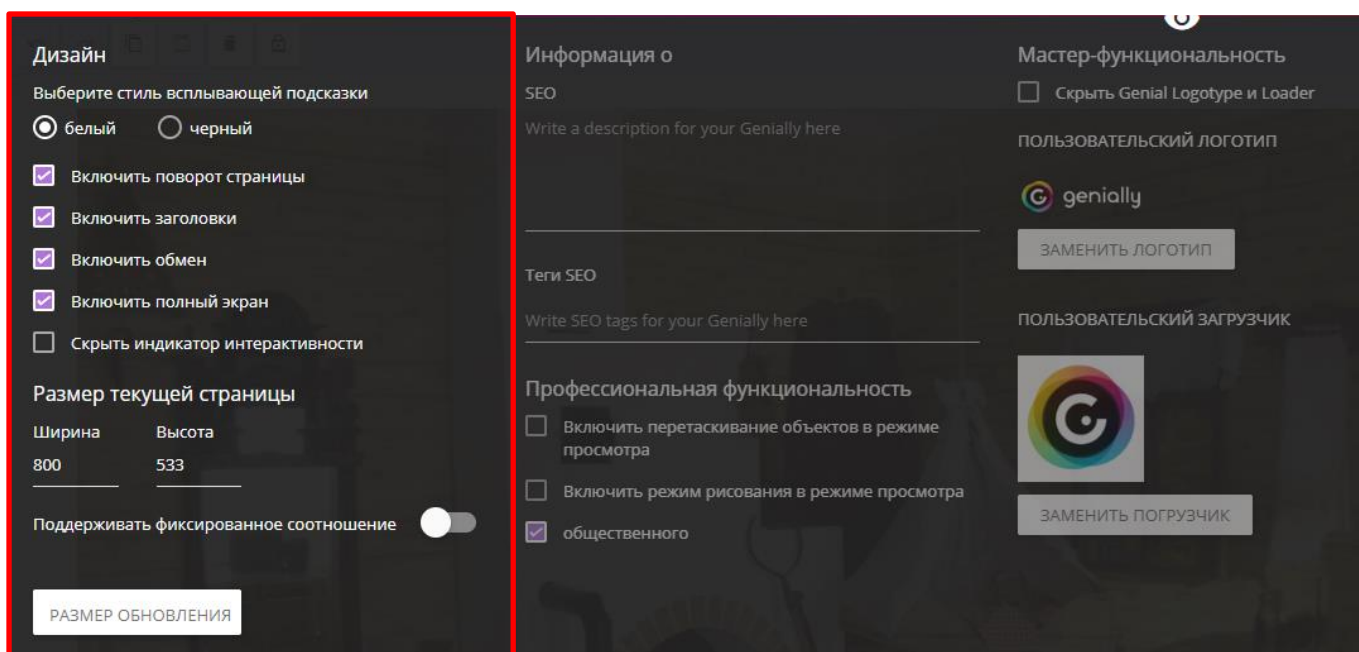 Дизайн
Выберите стиль всплывающей подсказки
белый черный
Включить поворот страницы
Включить заголовки
Включить обмен
Включить полный экран
Скрыть индикатор интерактивности
Размер текущей страницы
Ширина Высота
800 533
Поддерживать фиксированное соотношение
РАЗМЕР ОБНОВЛЕНИЯ
Информация о
SEO
Write a description for your Genially here
Теги SEO
Write SEO tags for your Genially here
Профессиональная функциональность
Включить перетаскивание объектов в режиме
просмотра
Включить режим рисования в режиме просмотра
общественного
Мастер-функциональность
Скрыть Genial Logotype и Loader
ПОЛЬЗОВАТЕЛЬСКИЙ ЛОГОТИП
genially
ЗАМЕНИТЬ ЛОГОТИП
ПОЛЬЗОВАТЕЛЬСКИЙ ЗАГРУЗЧИК
ЗАМЕНИТЬ ПОГРУЗЧИК